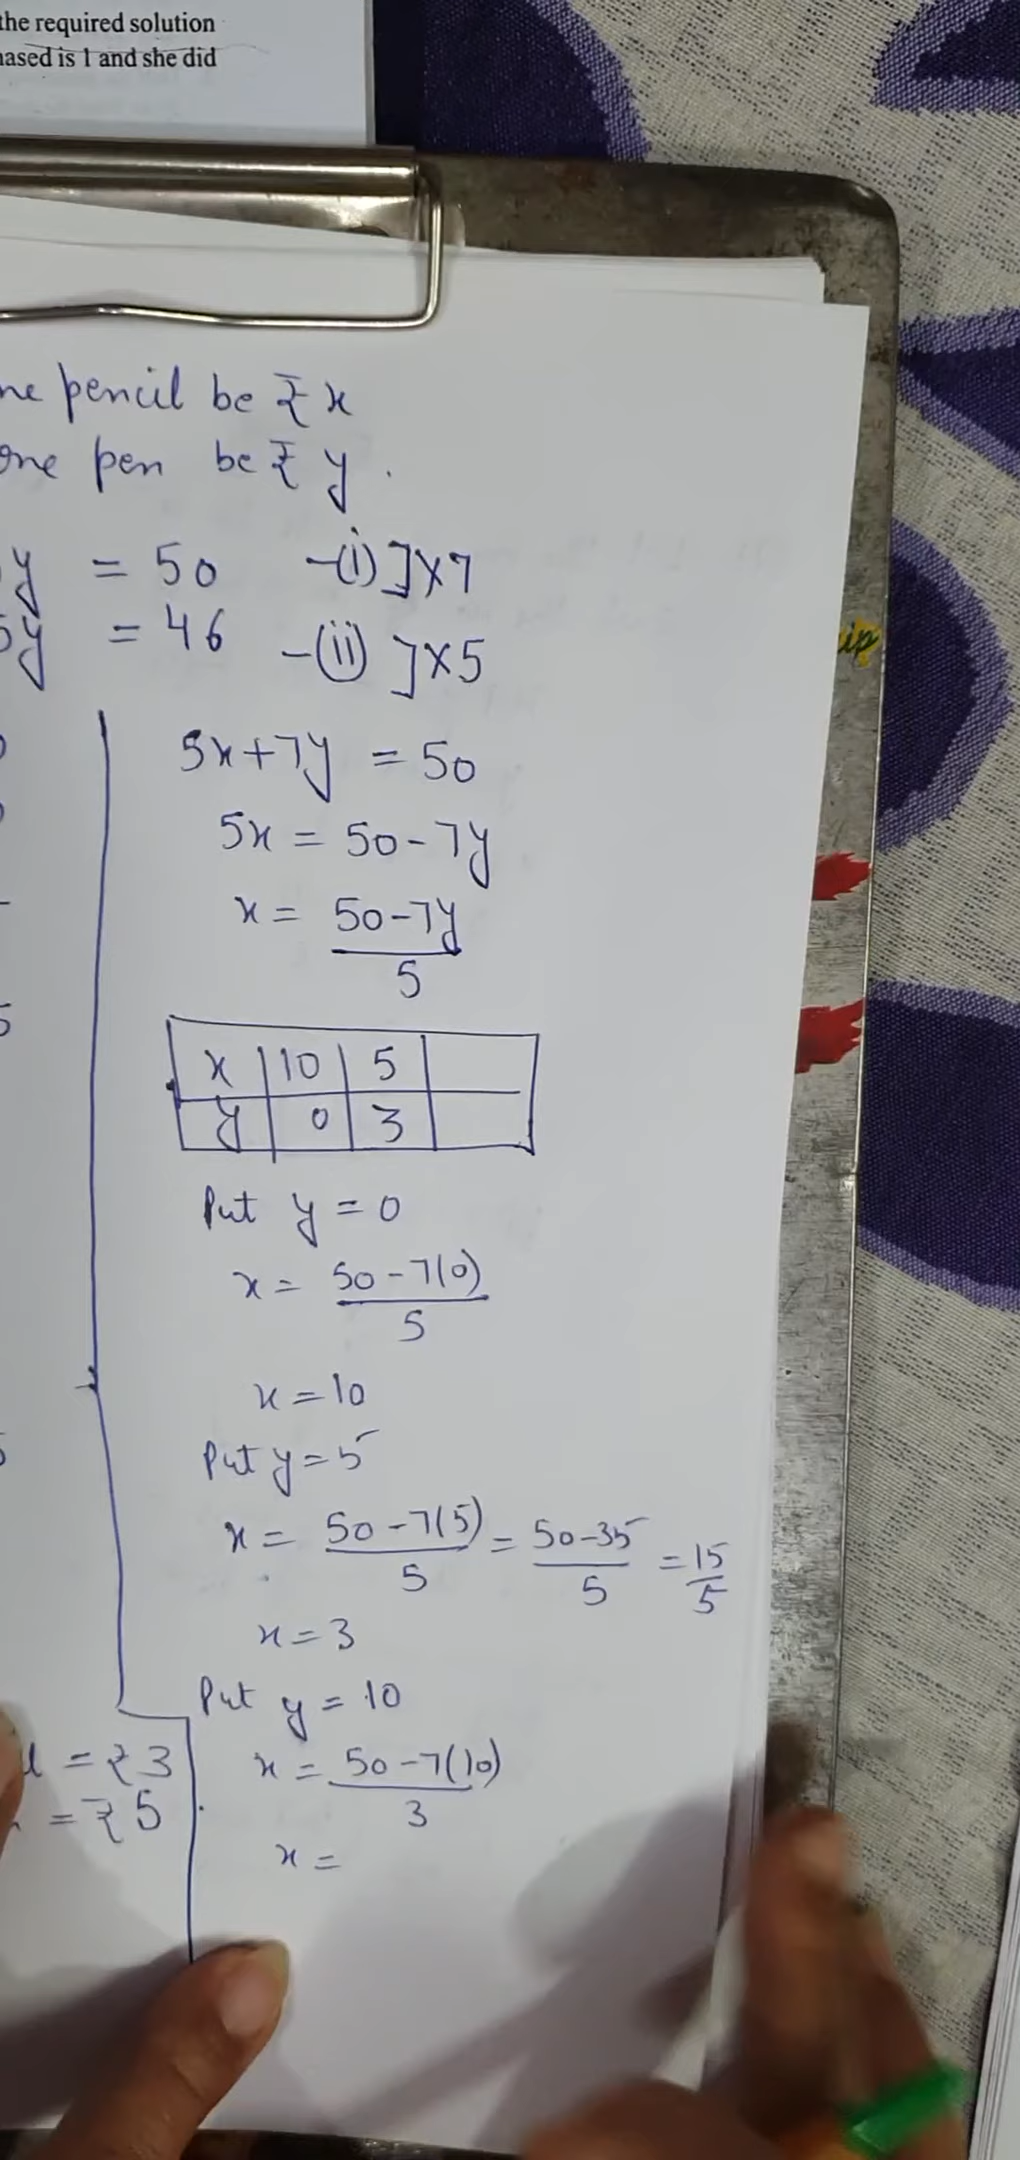 the required solution
ased is 1 and she did
ne pencil be ₹ x
one pen be ₹ y.
y = 50 -(i) ]×7
5y = 46 -(ii) ]×5
5x+7y = 50
5x = 50-7y
x = 50-7y
5
x 10 5
y 0 3
Put y = 0
x = 50-7(0)
5
x = 10
Put y = 5
x = 50-7(5) = 50-35 = 15
5 5 5
x = 3
Put y = 10
= ₹3
x = 50-7(10)
3
= ₹5
x =